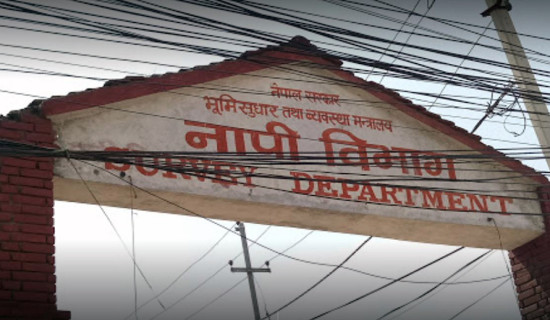 नेपाल सरकार
भूमिसुधार तथा व्यवस्था मन्त्रालय
नापी विभाग
SURVEY DEPARTMENT